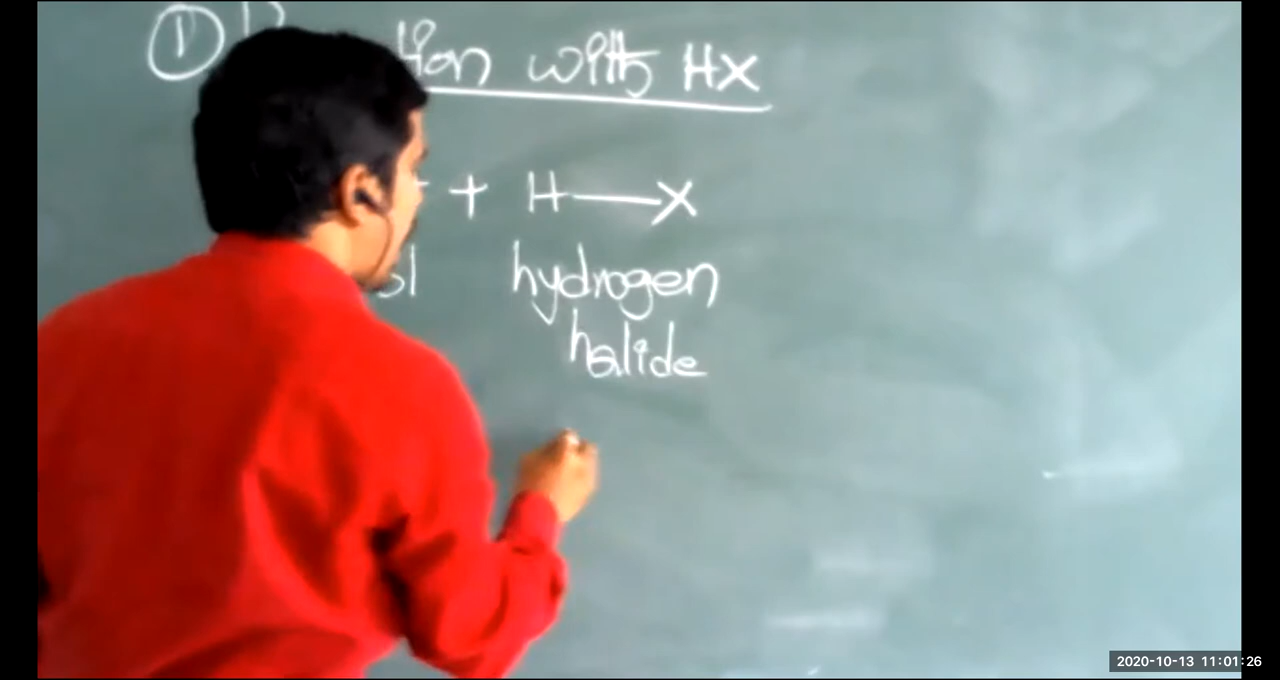 ① tion with HX
+ H—X
ol hydrogen
halide
2020-10-13 11:01:26